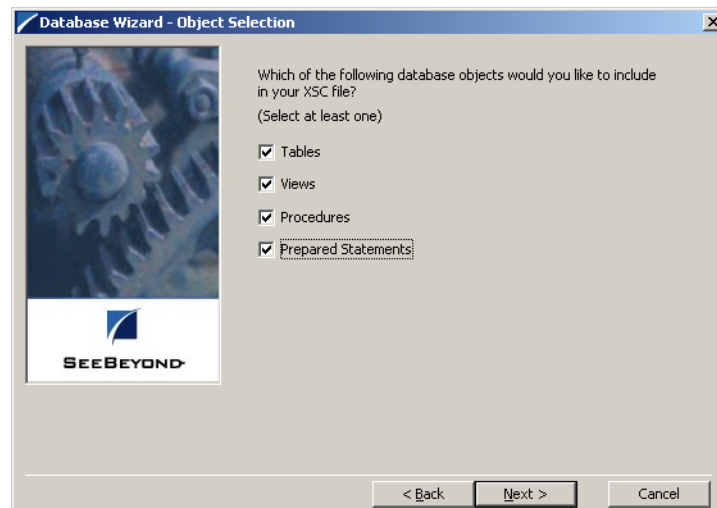 Database Wizard - Object Selection
Which of the following database objects would you like to include
in your XSC file?
(Select at least one)
Tables
Views
Procedures
Prepared Statements
SEEBEYOND
< Back
Next >
Cancel